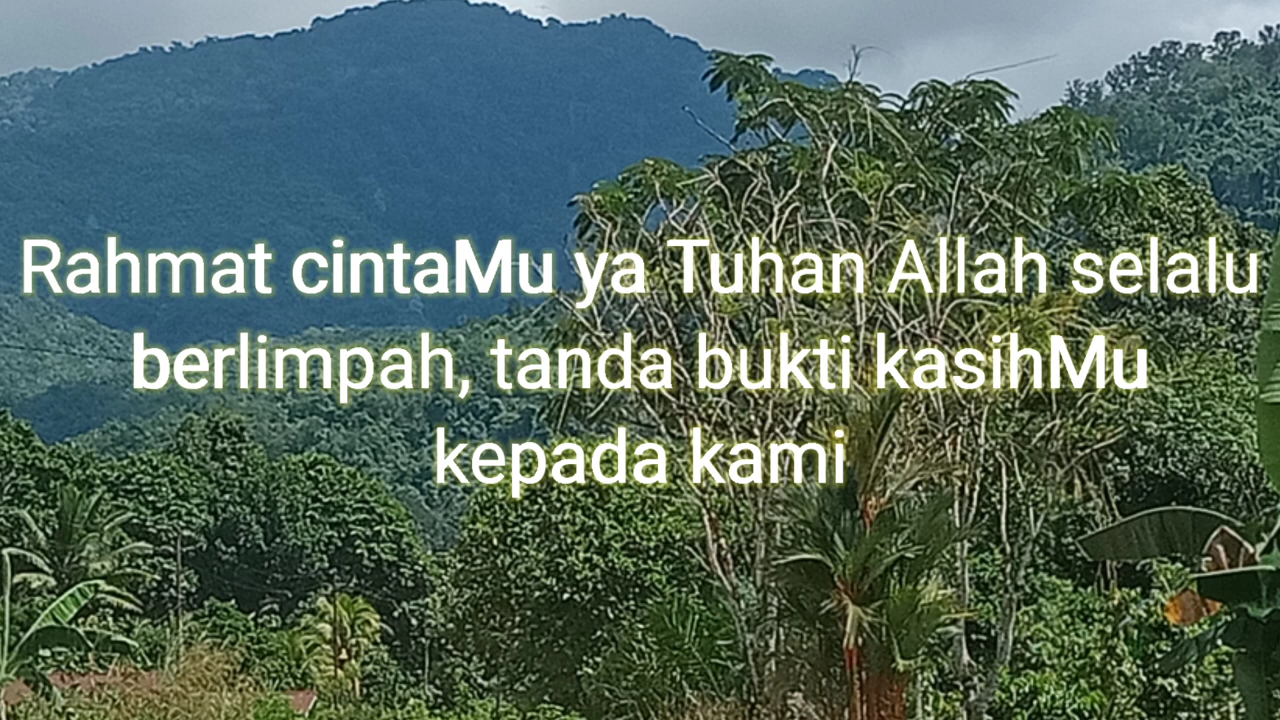 Rahmat cintaMu ya Tuhan Allah selalu
berlimpah, tanda bukti kasihMu
kepada kami